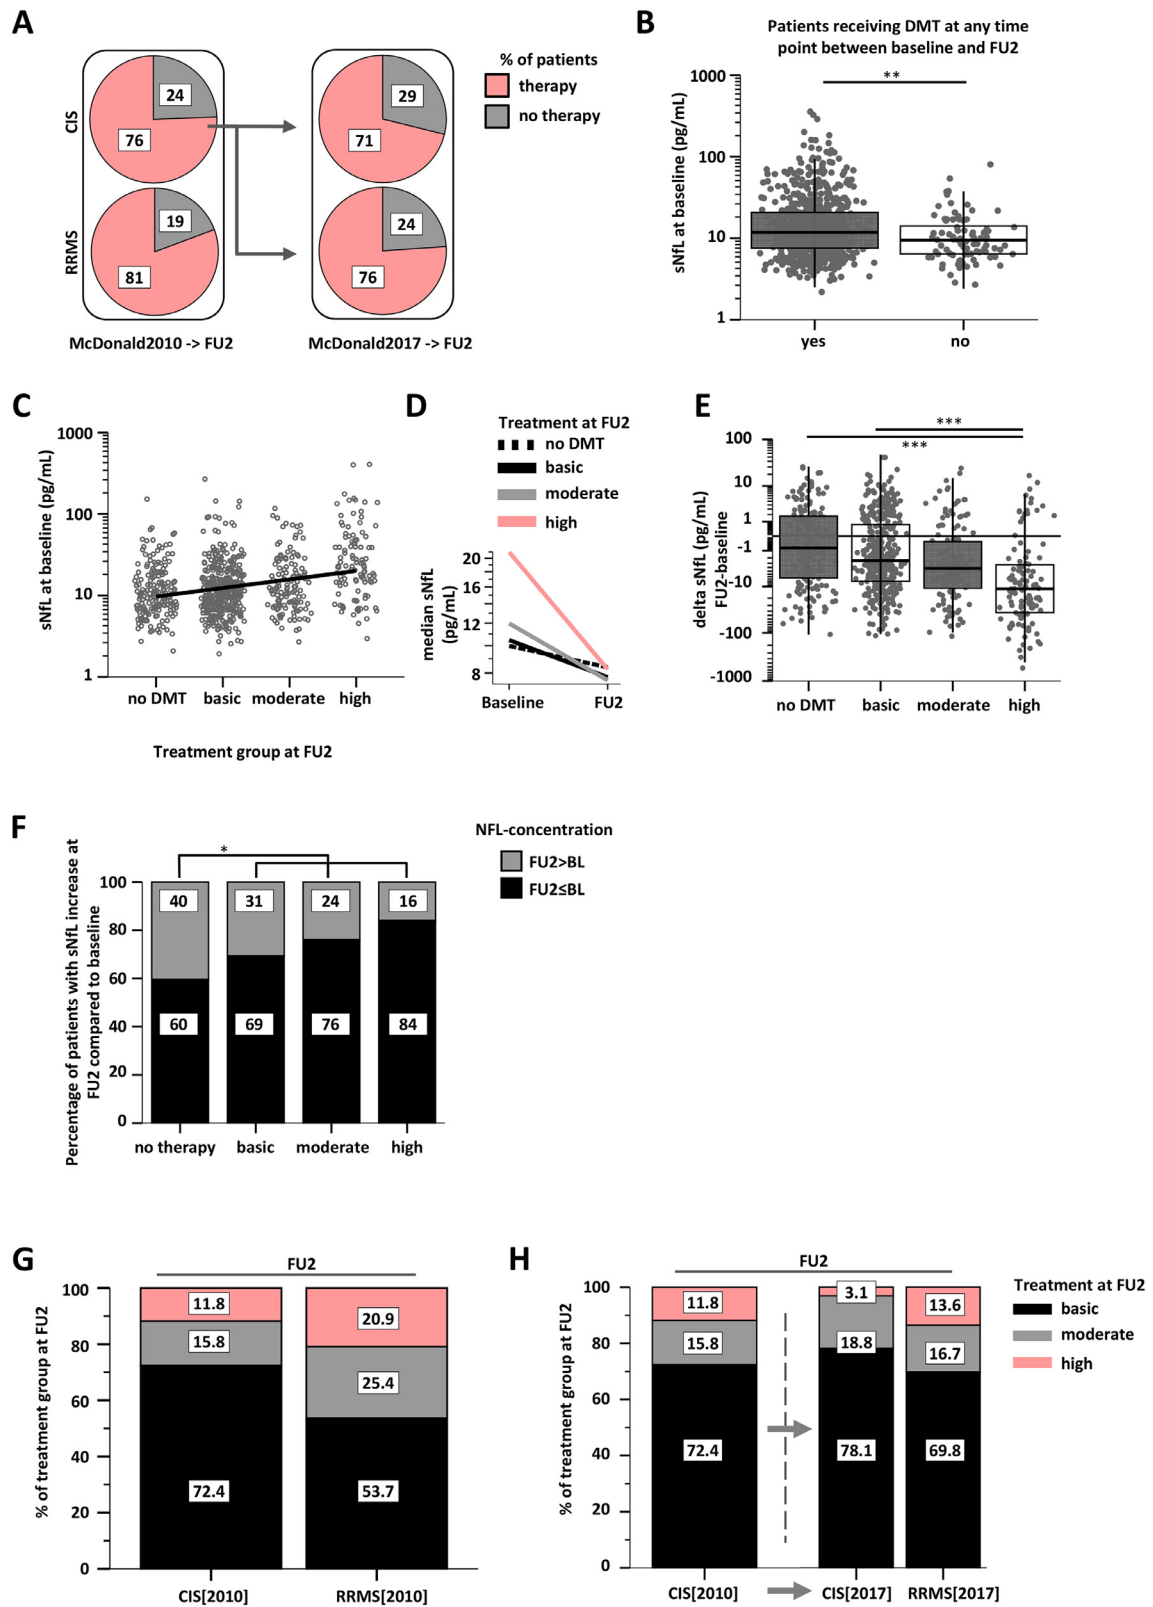 A
% of patients
therapy
no therapy
CIS
24
76
29
71
RRMS
19
81
24
76
McDonald2010 -> FU2
McDonald2017 -> FU2
B
Patients receiving DMT at any time
point between baseline and FU2
**
sNfL at baseline (pg/mL)
1000
100
10
1
yes
no
C
sNfL at baseline (pg/mL)
1000
100
10
1
no DMT
basic
moderate
high
Treatment group at FU2
D
Treatment at FU2
no DMT
basic
moderate
high
median sNfL
(pg/mL)
20
16
12
8
Baseline
FU2
E
***
***
delta sNfL (pg/mL)
FU2-baseline
100
10
1
-1
-10
-100
-1000
no DMT
basic
moderate
high
F
NFL-concentration
FU2>BL
FU2≤BL
*
Percentage of patients with sNfL increase at
FU2 compared to baseline
100
80
60
40
20
0
40
31
24
16
60
69
76
84
no therapy
basic
moderate
high
G
FU2
% of treatment group at FU2
100
80
60
40
20
0
11.8
15.8
72.4
20.9
25.4
53.7
CIS[2010]
RRMS[2010]
H
FU2
% of treatment group at FU2
100
80
60
40
20
0
11.8
15.8
72.4
3.1
18.8
78.1
13.6
16.7
69.8
CIS[2010]
CIS[2017]
RRMS[2017]
Treatment at FU2
basic
moderate
high